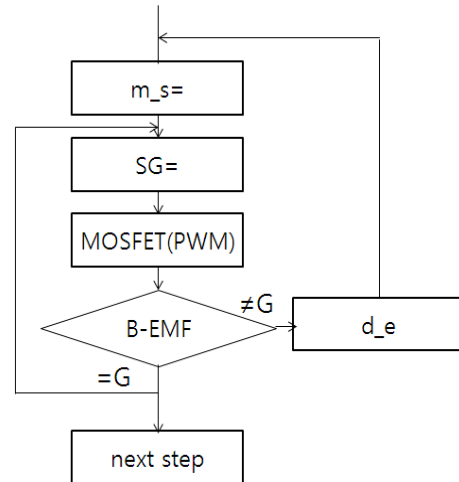 m_s=
SG=
MOSFET(PWM)
≠G
B-EMF
d_e
=G
next step